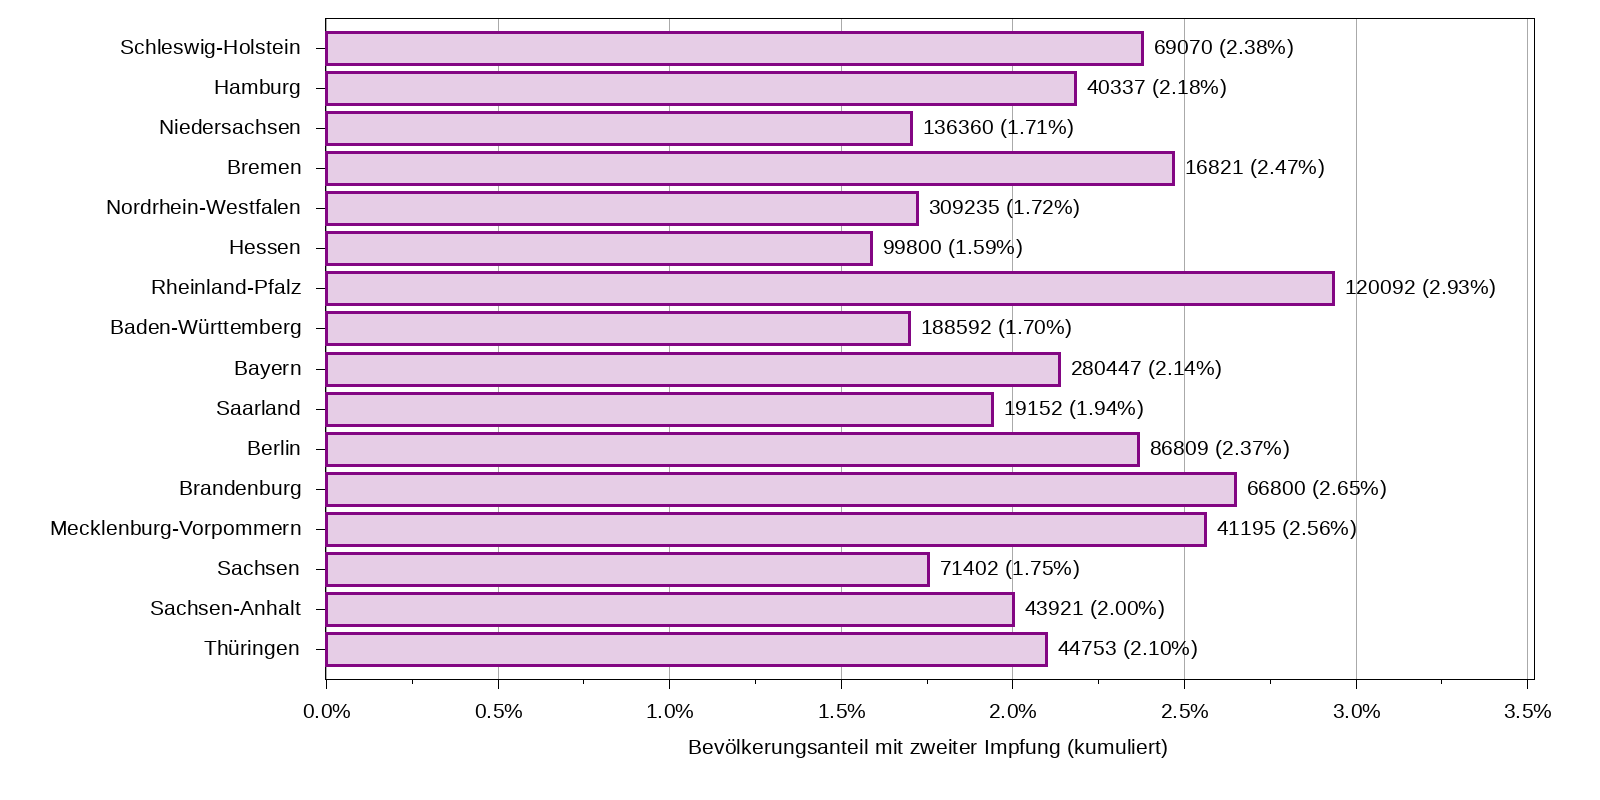 Schleswig-Holstein 69070 (2.38%)
Hamburg 40337 (2.18%)
Niedersachsen 136360 (1.71%)
Bremen 16821 (2.47%)
Nordrhein-Westfalen 309235 (1.72%)
Hessen 99800 (1.59%)
Rheinland-Pfalz 120092 (2.93%)
Baden-Württemberg 188592 (1.70%)
Bayern 280447 (2.14%)
Saarland 19152 (1.94%)
Berlin 86809 (2.37%)
Brandenburg 66800 (2.65%)
Mecklenburg-Vorpommern 41195 (2.56%)
Sachsen 71402 (1.75%)
Sachsen-Anhalt 43921 (2.00%)
Thüringen 44753 (2.10%)
0.0% 0.5% 1.0% 1.5% 2.0% 2.5% 3.0% 3.5%
Bevölkerungsanteil mit zweiter Impfung (kumuliert)